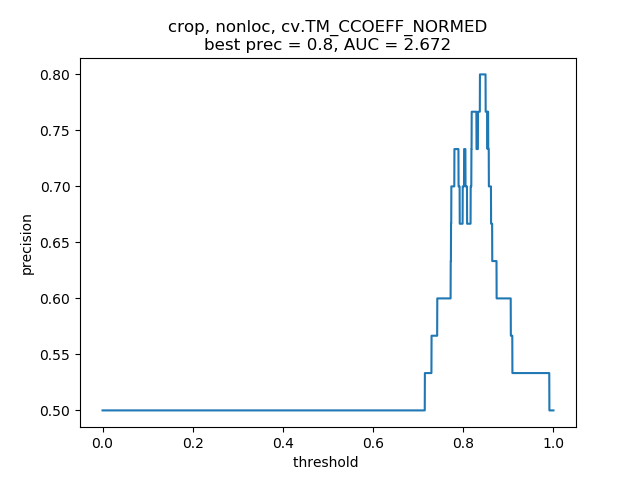 crop, nonloc, cv.TM_CCOEFF_NORMED
best prec = 0.8, AUC = 2.672
0.80
0.75
0.70
0.65
0.60
0.55
0.50
precision
0.0 0.2 0.4 0.6 0.8 1.0
threshold